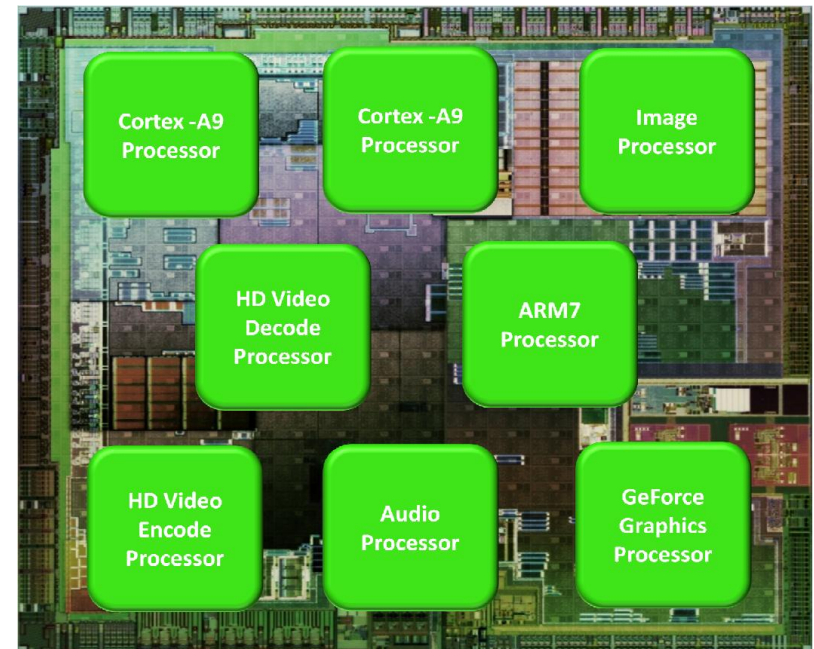 Cortex -A9
Processor
Cortex -A9
Processor
Image
Processor
HD Video
Decode
Processor
ARM7
Processor
HD Video
Encode
Processor
Audio
Processor
GeForce
Graphics
Processor